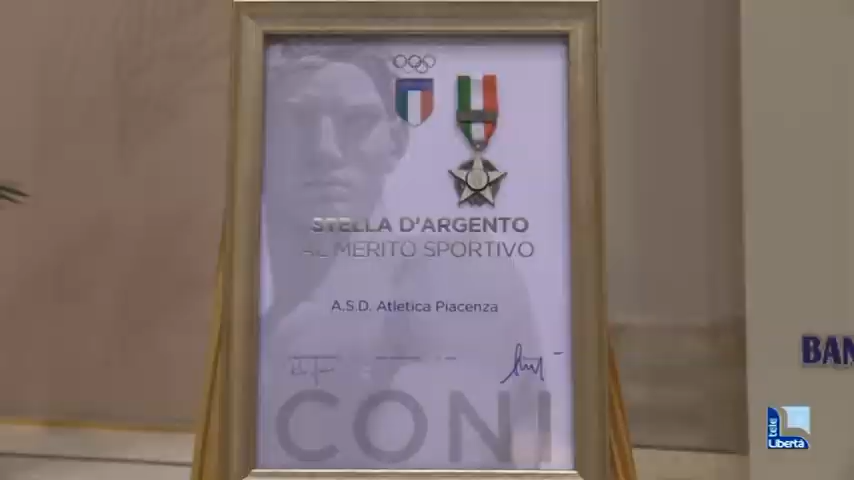 STELLA D'ARGENTO
AL MERITO SPORTIVO
A.S.D. Atletica Piacenza
CONI
BAN
tele
Libertà